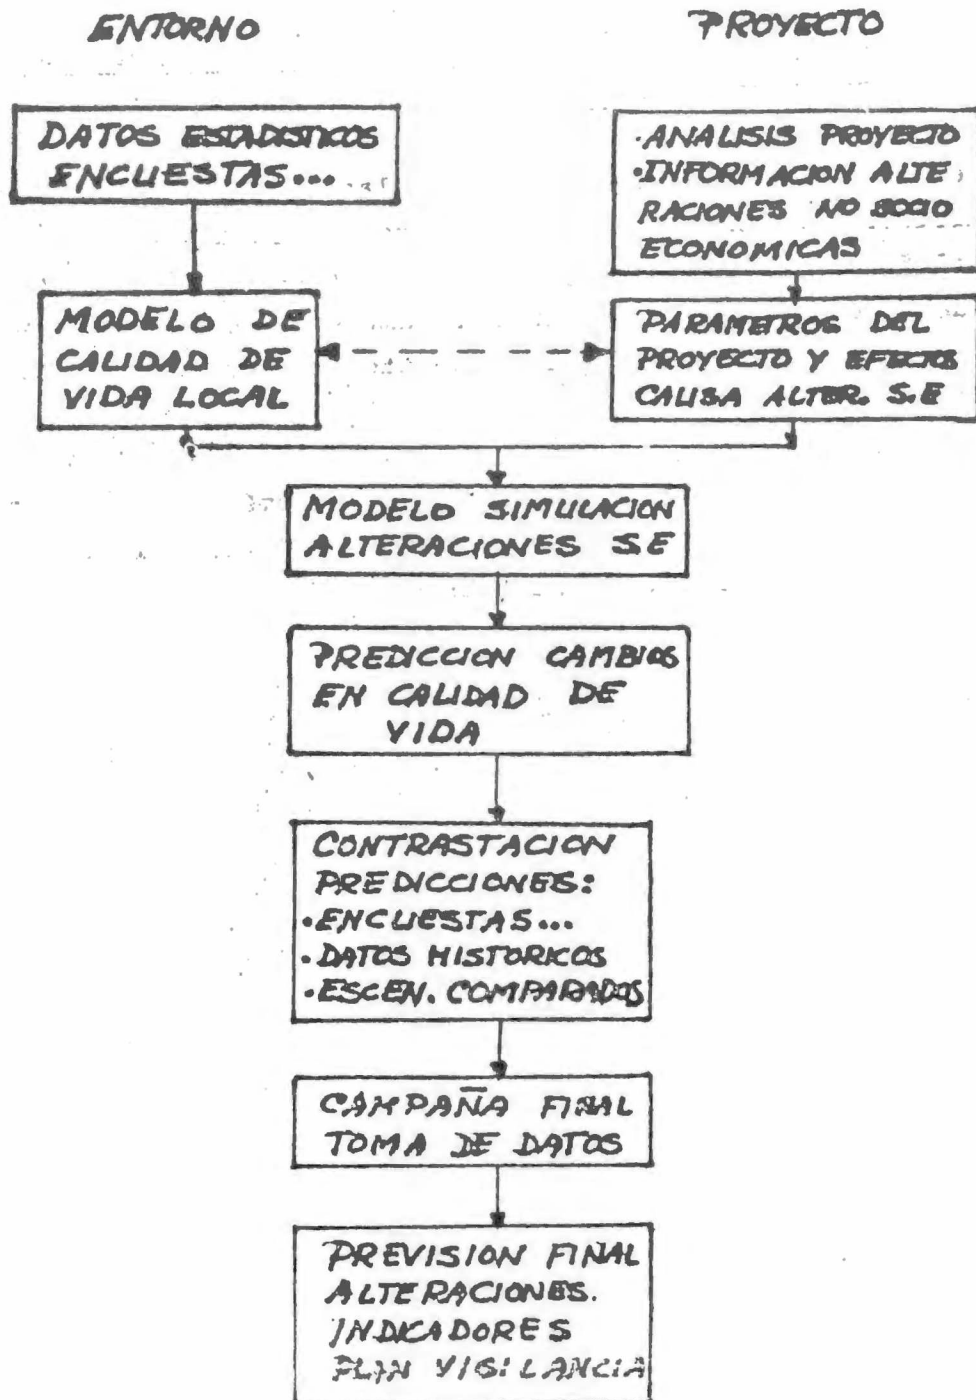 ENTORNO
PROYECTO
DATOS ESTADISTICOS
ENCUESTAS...
· ANALISIS PROYECTO
· INFORMACION ALTE
RACIONES NO SOCIO
ECONOMICAS
MODELO DE
CALIDAD DE
VIDA LOCAL
PARAMETROS DEL
PROYECTO Y EFECTOS
CAUSA ALTER. S.E
MODELO SIMULACION
ALTERACIONES S.E
PREDICCION CAMBIOS
EN CALIDAD DE
VIDA
CONTRASTACION
PREDICCIONES:
· ENCUESTAS...
· DATOS HISTORICOS
· ESCEN. COMPARADOS
CAMPAÑA FINAL
TOMA DE DATOS
PREVISION FINAL
ALTERACIONES.
INDICADORES
PLAN VIGILANCIA